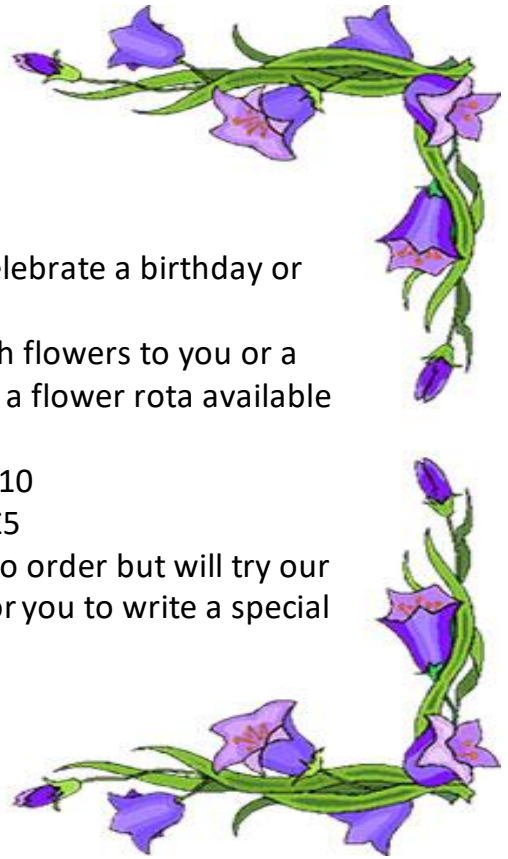 elebrate a birthday or
h flowers to you or a
a flower rota available
10
£5
o order but will try our
or you to write a special